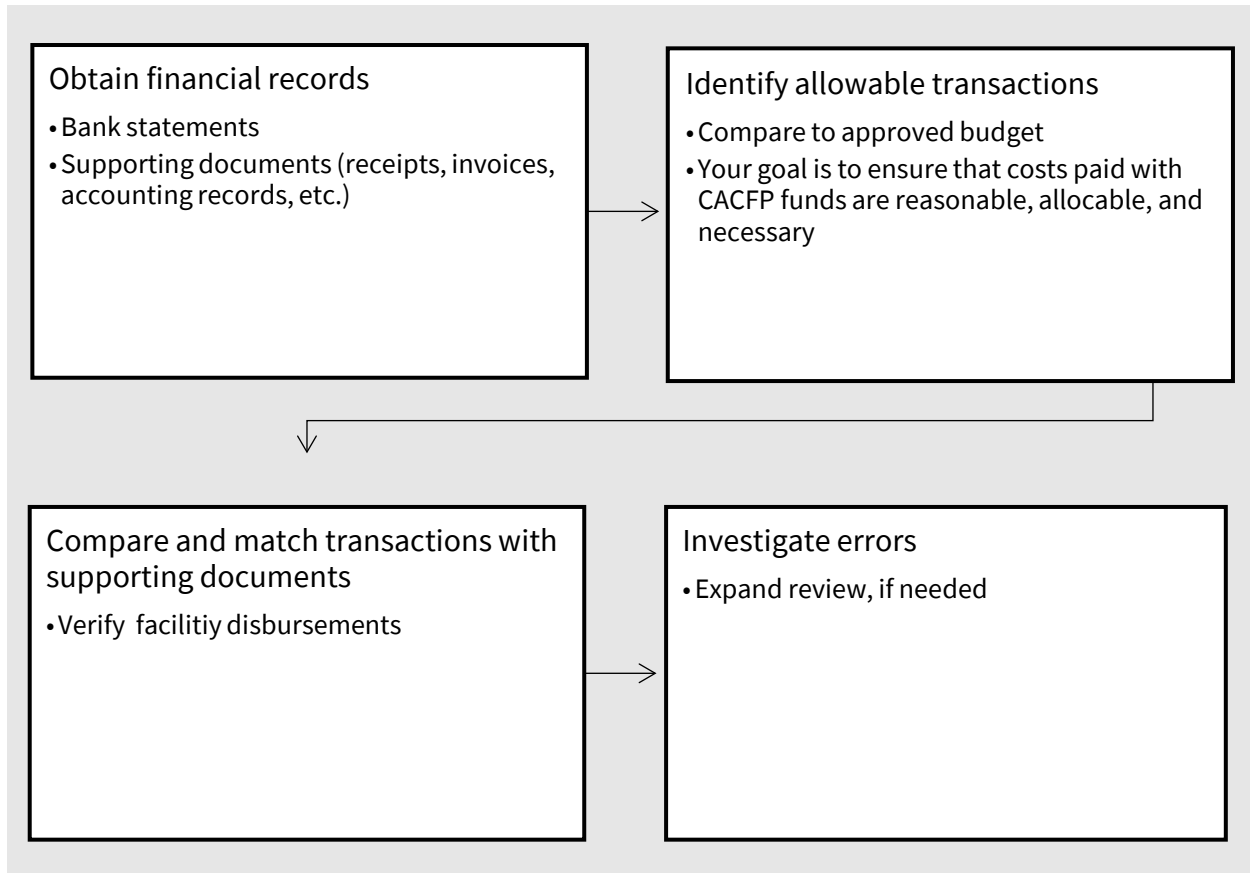 Obtain financial records
•Bank statements
•Supporting documents (receipts, invoices,
accounting records, etc.)
Identify allowable transactions
•Compare to approved budget
•Your goal is to ensure that costs paid with
CACFP funds are reasonable, allocable, and
necessary
Compare and match transactions with
supporting documents
•Verify facilitiy disbursements
Investigate errors
•Expand review, if needed